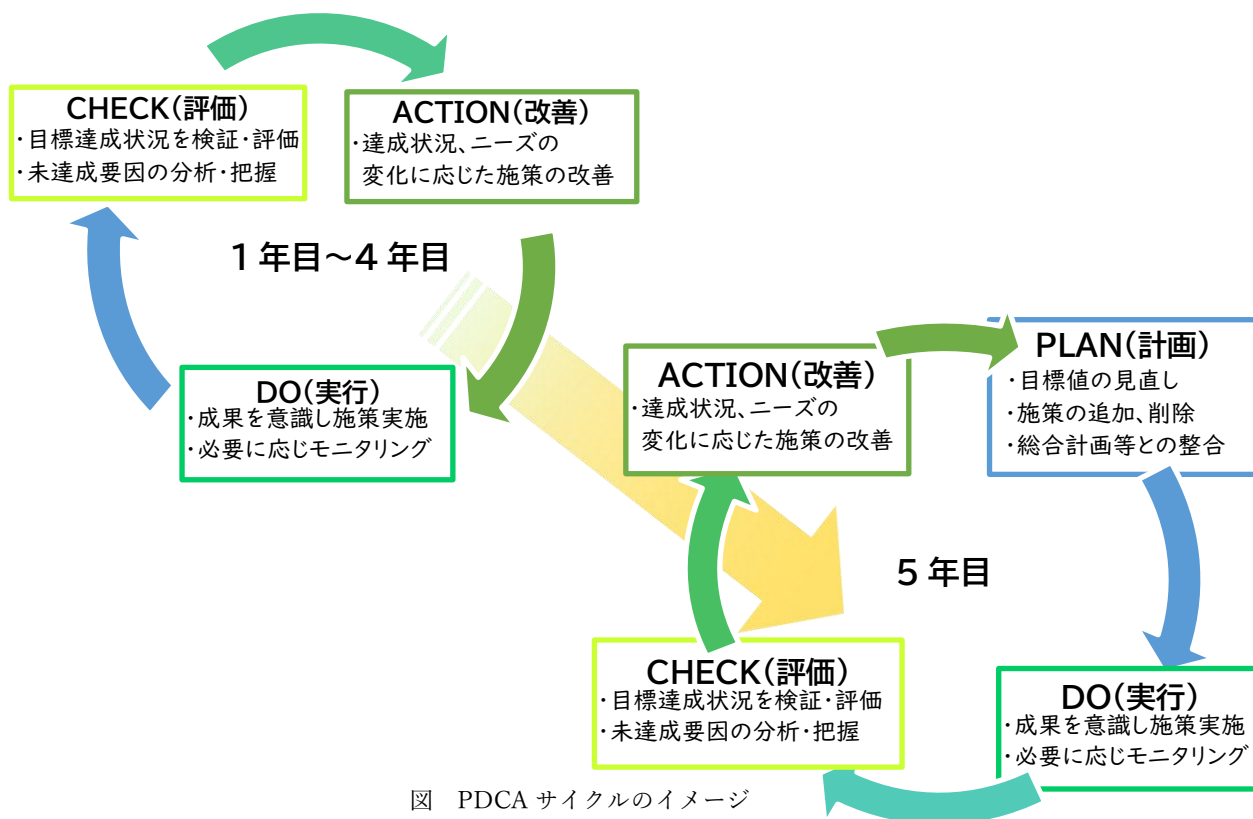 CHECK(評価)
・目標達成状況を検証・評価
・未達成要因の分析・把握
ACTION(改善)
・達成状況、ニーズの
変化に応じた施策の改善
1年目～4年目
DO(実行)
・成果を意識し施策実施
・必要に応じモニタリング
ACTION(改善)
・達成状況、ニーズの
変化に応じた施策の改善
PLAN(計画)
・目標値の見直し
・施策の追加、削除
・総合計画等との整合
5年目
CHECK(評価)
・目標達成状況を検証・評価
・未達成要因の分析・把握
DO(実行)
・成果を意識し施策実施
・必要に応じモニタリング
図　PDCA サイクルのイメージ